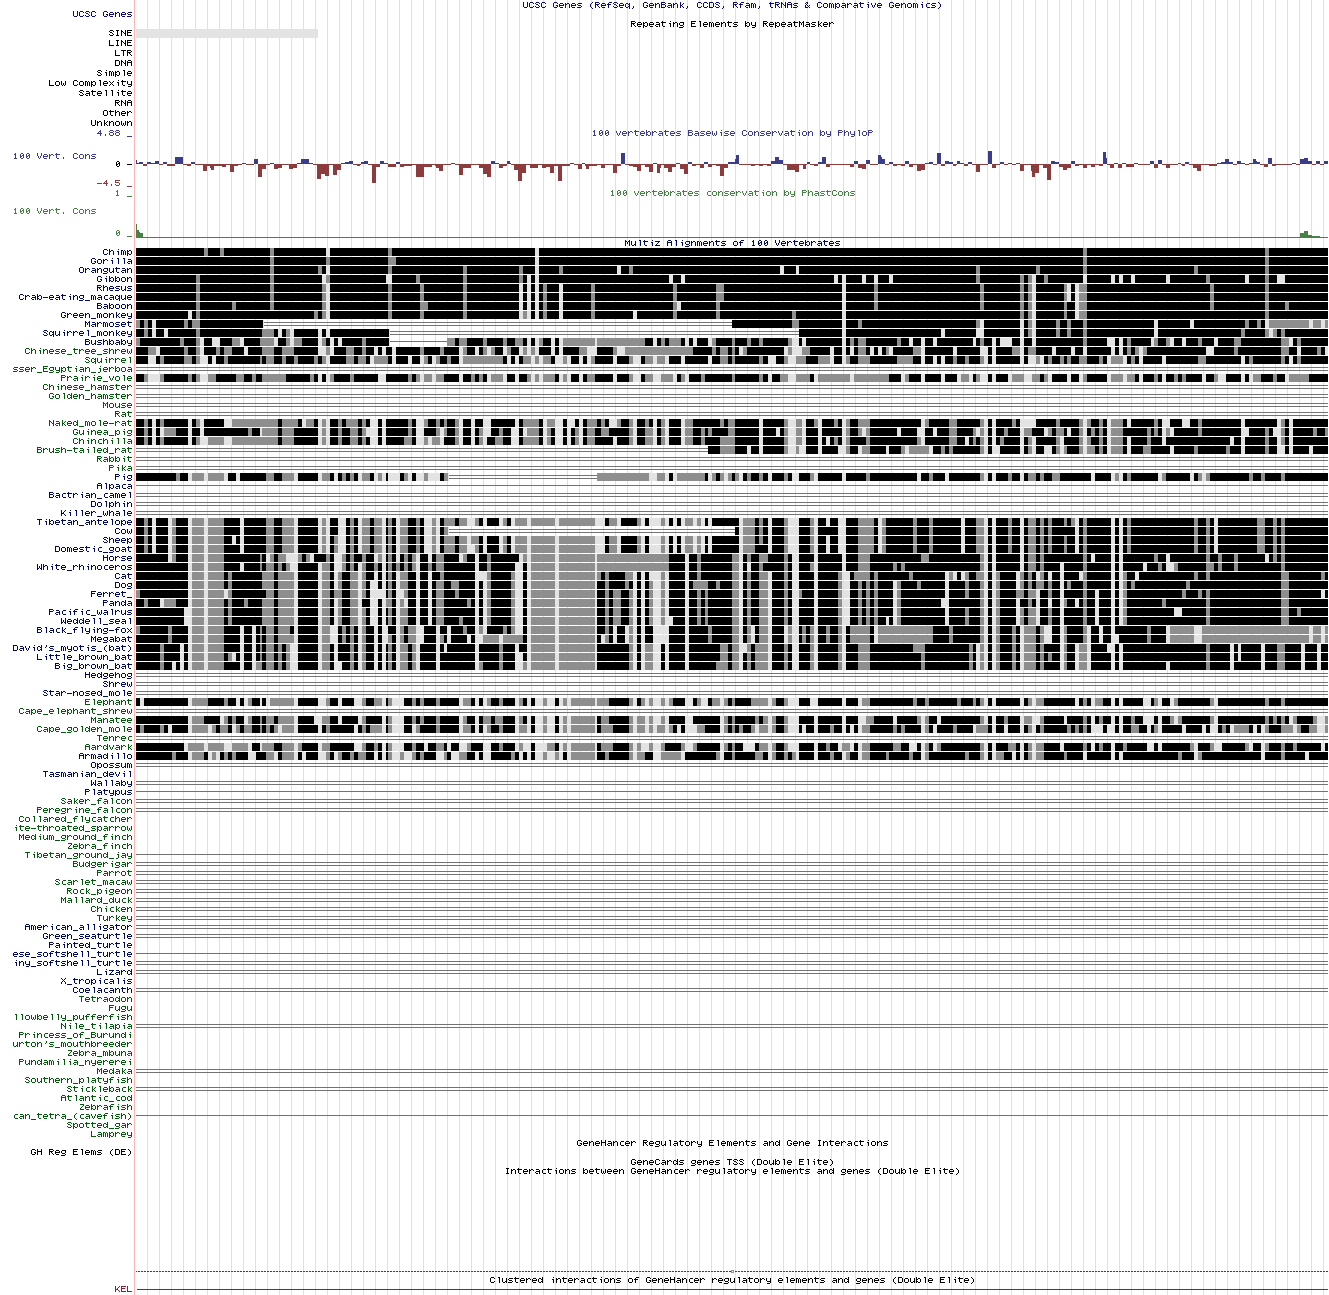 UCSC Genes (RefSeq, GenBank, CCDS, Rfam, tRNAs & Comparative Genomics)
UCSC Genes
Repeating Elements by RepeatMasker
SINE
LINE
LTR
DNA
Simple
Low Complexity
Satellite
RNA
Other
Unknown
4.88 _
100 vertebrates Basewise Conservation by PhyloP
100 Vert. Cons
0 _
-4.5 _
1 _
100 vertebrates conservation by PhastCons
100 Vert. Cons
0 _
Multiz Alignments of 100 Vertebrates
Chimp
Gorilla
Orangutan
Gibbon
Rhesus
Crab-eating_macaque
Baboon
Green_monkey
Marmoset
Squirrel_monkey
Bushbaby
Chinese_tree_shrew
Squirrel
sser_Egyptian_jerboa
Prairie_vole
Chinese_hamster
Golden_hamster
Mouse
Rat
Naked_mole-rat
Guinea_pig
Chinchilla
Brush-tailed_rat
Rabbit
Pika
Pig
Alpaca
Bactrian_camel
Dolphin
Killer_whale
Tibetan_antelope
Cow
Sheep
Domestic_goat
Horse
White_rhinoceros
Cat
Dog
Ferret_
Panda
Pacific_walrus
Weddell_seal
Black_flying-fox
Megabat
David's_myotis_(bat)
Little_brown_bat
Big_brown_bat
Hedgehog
Shrew
Star-nosed_mole
Elephant
Cape_elephant_shrew
Manatee
Cape_golden_mole
Tenrec
Aardvark
Armadillo
Opossum
Tasmanian_devil
Wallaby
Platypus
Saker_falcon
Peregrine_falcon
Collared_flycatcher
ite-throated_sparrow
Medium_ground_finch
Zebra_finch
Tibetan_ground_jay
Budgerigar
Parrot
Scarlet_macaw
Rock_pigeon
Mallard_duck
Chicken
Turkey
American_alligator
Green_seaturtle
Painted_turtle
ese_softshell_turtle
iny_softshell_turtle
Lizard
X_tropicalis
Coelacanth
Tetraodon
Fugu
llowbelly_pufferfish
Nile_tilapia
Princess_of_Burundi
urton's_mouthbreeder
Zebra_mbuna
Pundamilia_nyererei
Medaka
Southern_platyfish
Stickleback
Atlantic_cod
Zebrafish
can_tetra_(cavefish)
Spotted_gar
Lamprey
GeneHancer Regulatory Elements and Gene Interactions
GH Reg Elems (DE)
GeneCards genes TSS (Double Elite)
Interactions between GeneHancer regulatory elements and genes (Double Elite)
Clustered interactions of GeneHancer regulatory elements and genes (Double Elite)
KEL